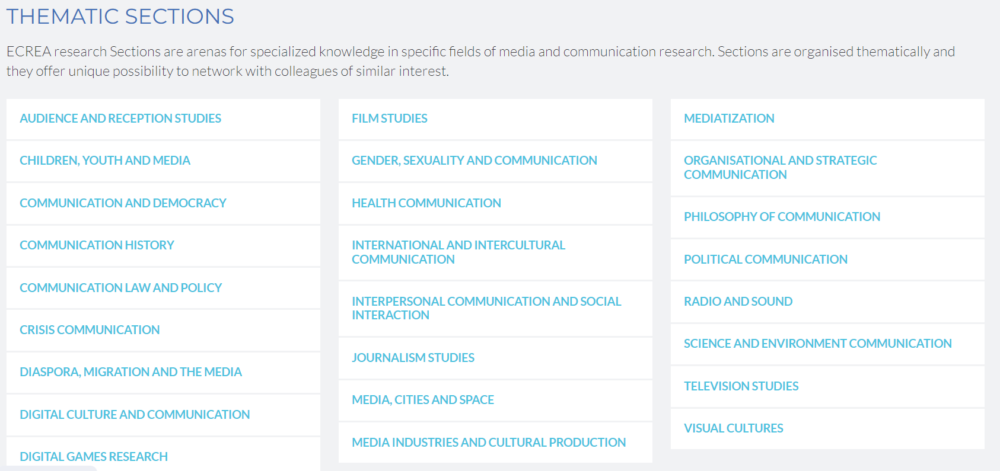 THEMATIC SECTIONS
ECREA research Sections are arenas for specialized knowledge in specific fields of media and communication research. Sections are organised thematically and
they offer unique possibility to network with colleagues of similar interest.
AUDIENCE AND RECEPTION STUDIES
CHILDREN, YOUTH AND MEDIA
COMMUNICATION AND DEMOCRACY
COMMUNICATION HISTORY
COMMUNICATION LAW AND POLICY
CRISIS COMMUNICATION
DIASPORA, MIGRATION AND THE MEDIA
DIGITAL CULTURE AND COMMUNICATION
DIGITAL GAMES RESEARCH
FILM STUDIES
GENDER, SEXUALITY AND COMMUNICATION
HEALTH COMMUNICATION
INTERNATIONAL AND INTERCULTURAL
COMMUNICATION
INTERPERSONAL COMMUNICATION AND SOCIAL
INTERACTION
JOURNALISM STUDIES
MEDIA, CITIES AND SPACE
MEDIA INDUSTRIES AND CULTURAL PRODUCTION
MEDIATIZATION
ORGANISATIONAL AND STRATEGIC
COMMUNICATION
PHILOSOPHY OF COMMUNICATION
POLITICAL COMMUNICATION
RADIO AND SOUND
SCIENCE AND ENVIRONMENT COMMUNICATION
TELEVISION STUDIES
VISUAL CULTURES